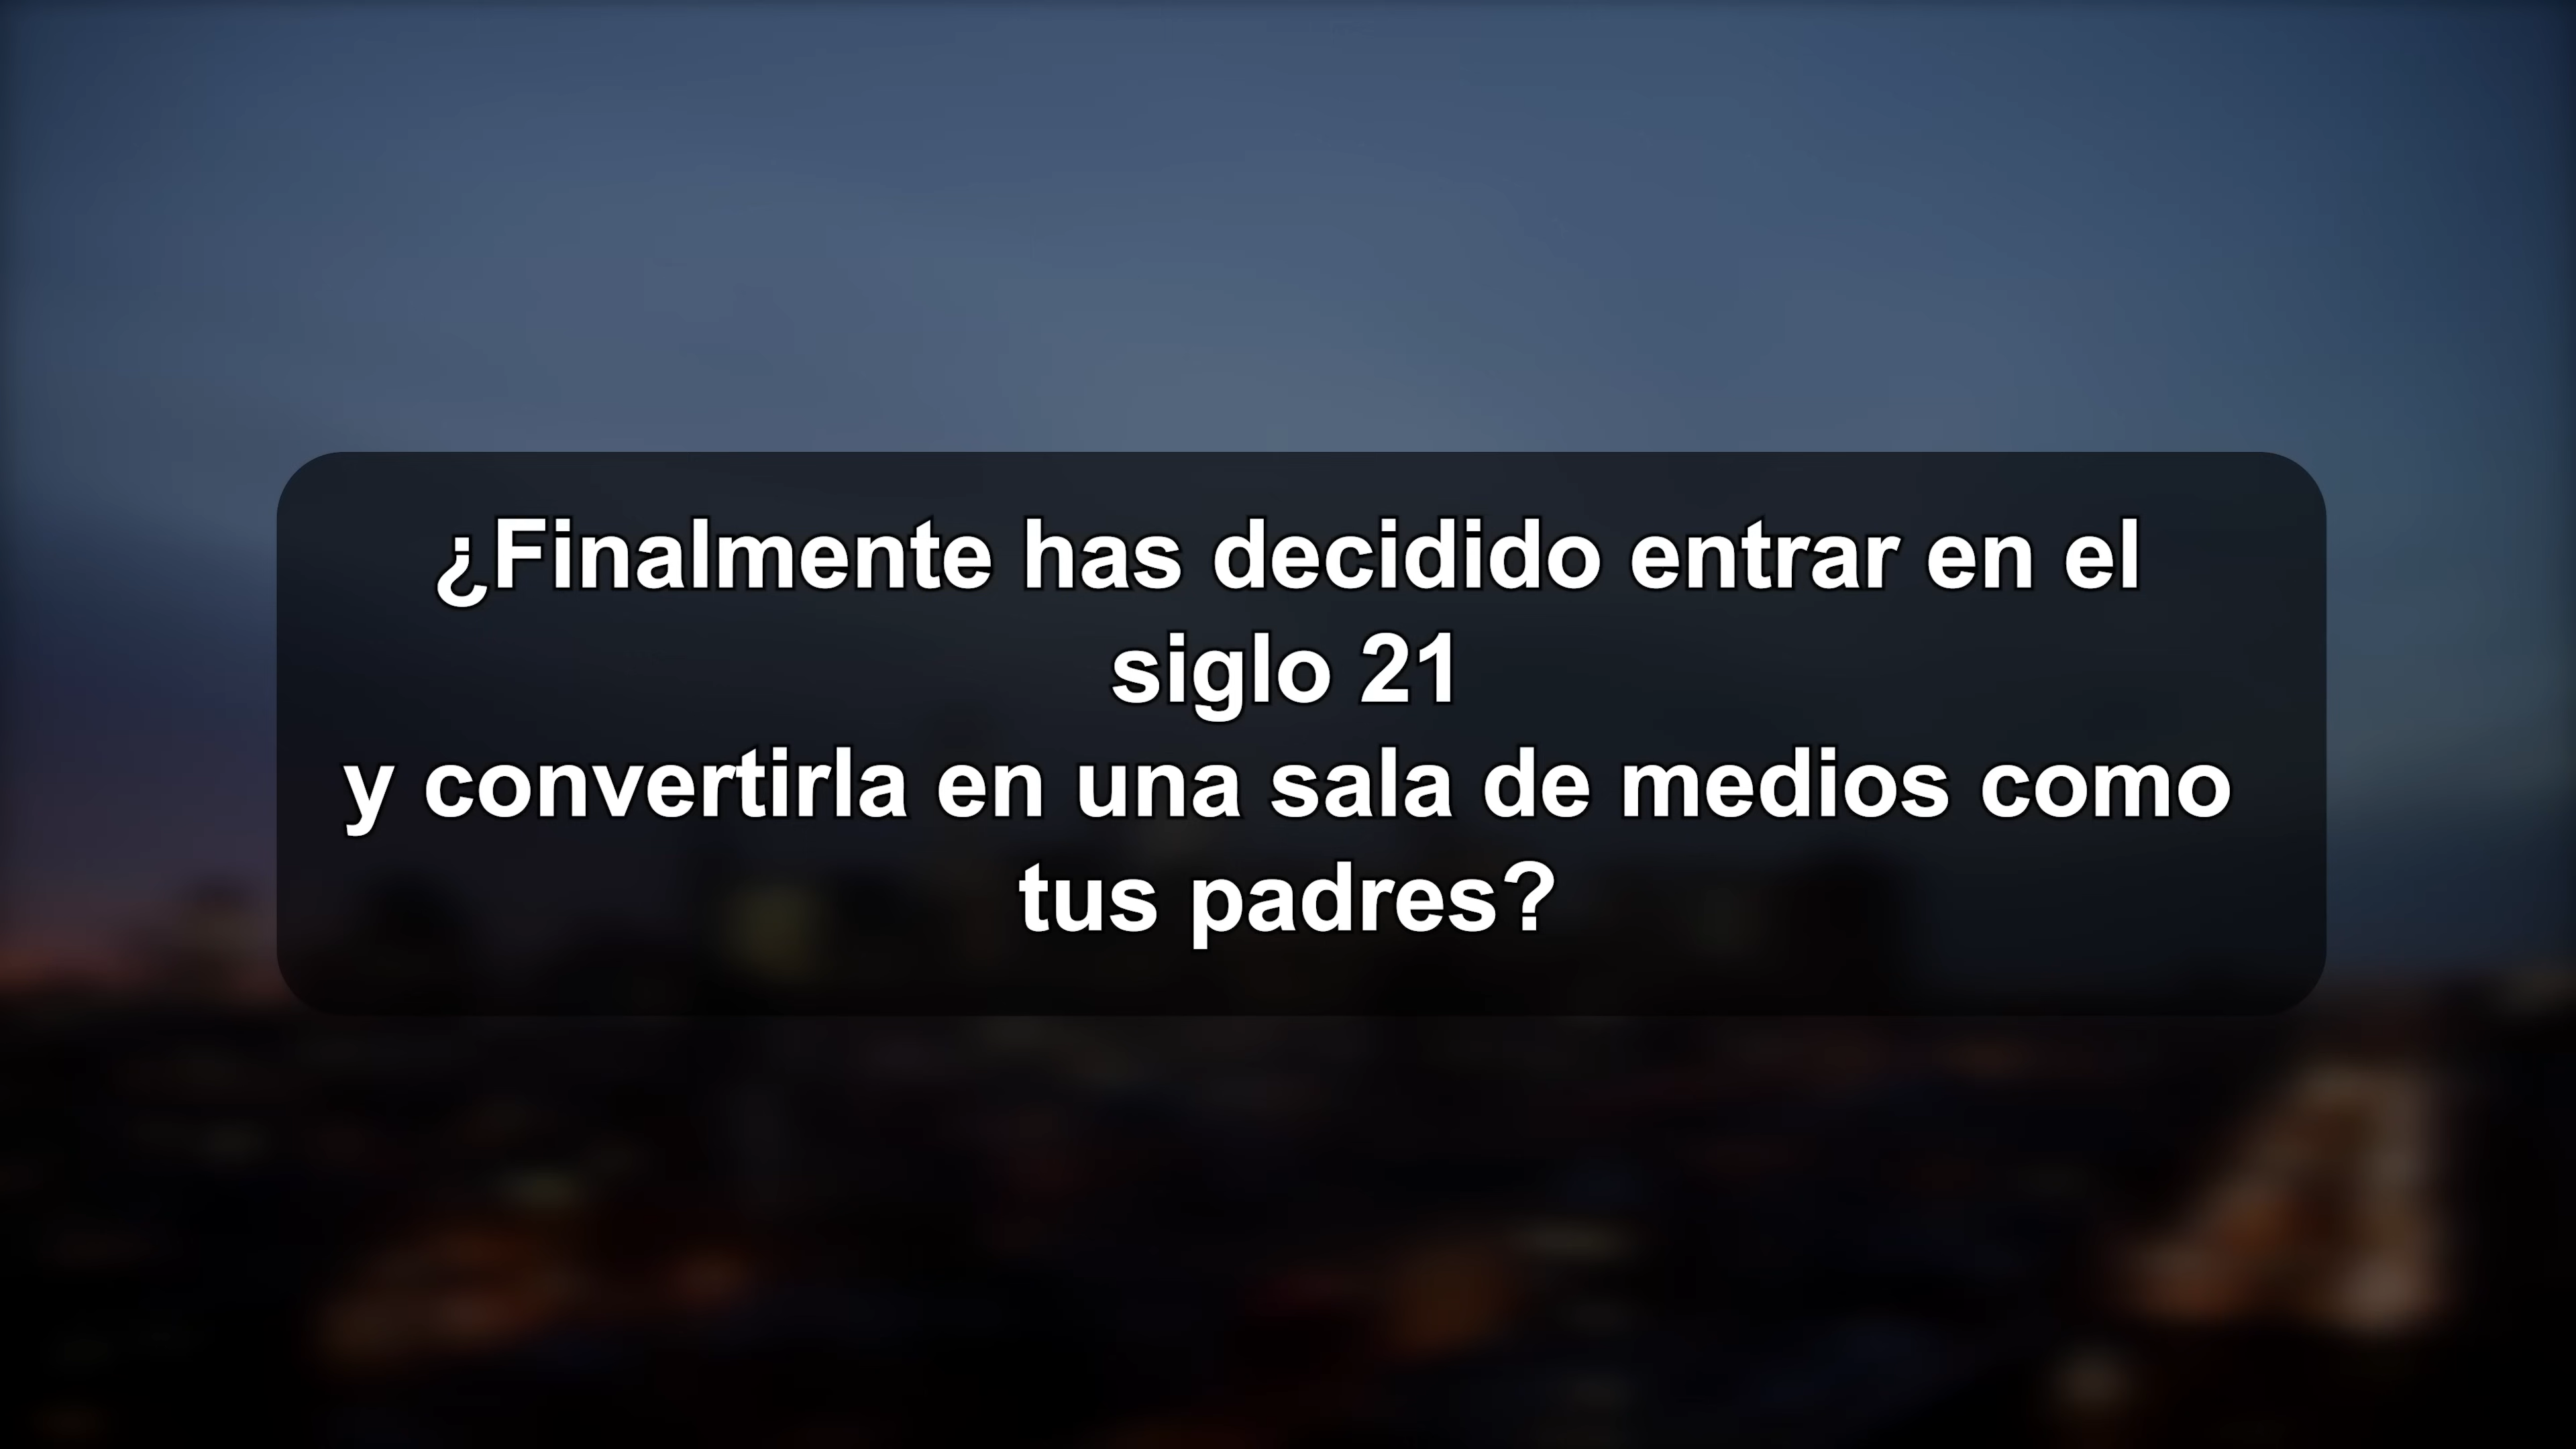 ¿Finalmente has decidido entrar en el
siglo 21
y convertirla en una sala de medios como
tus padres?